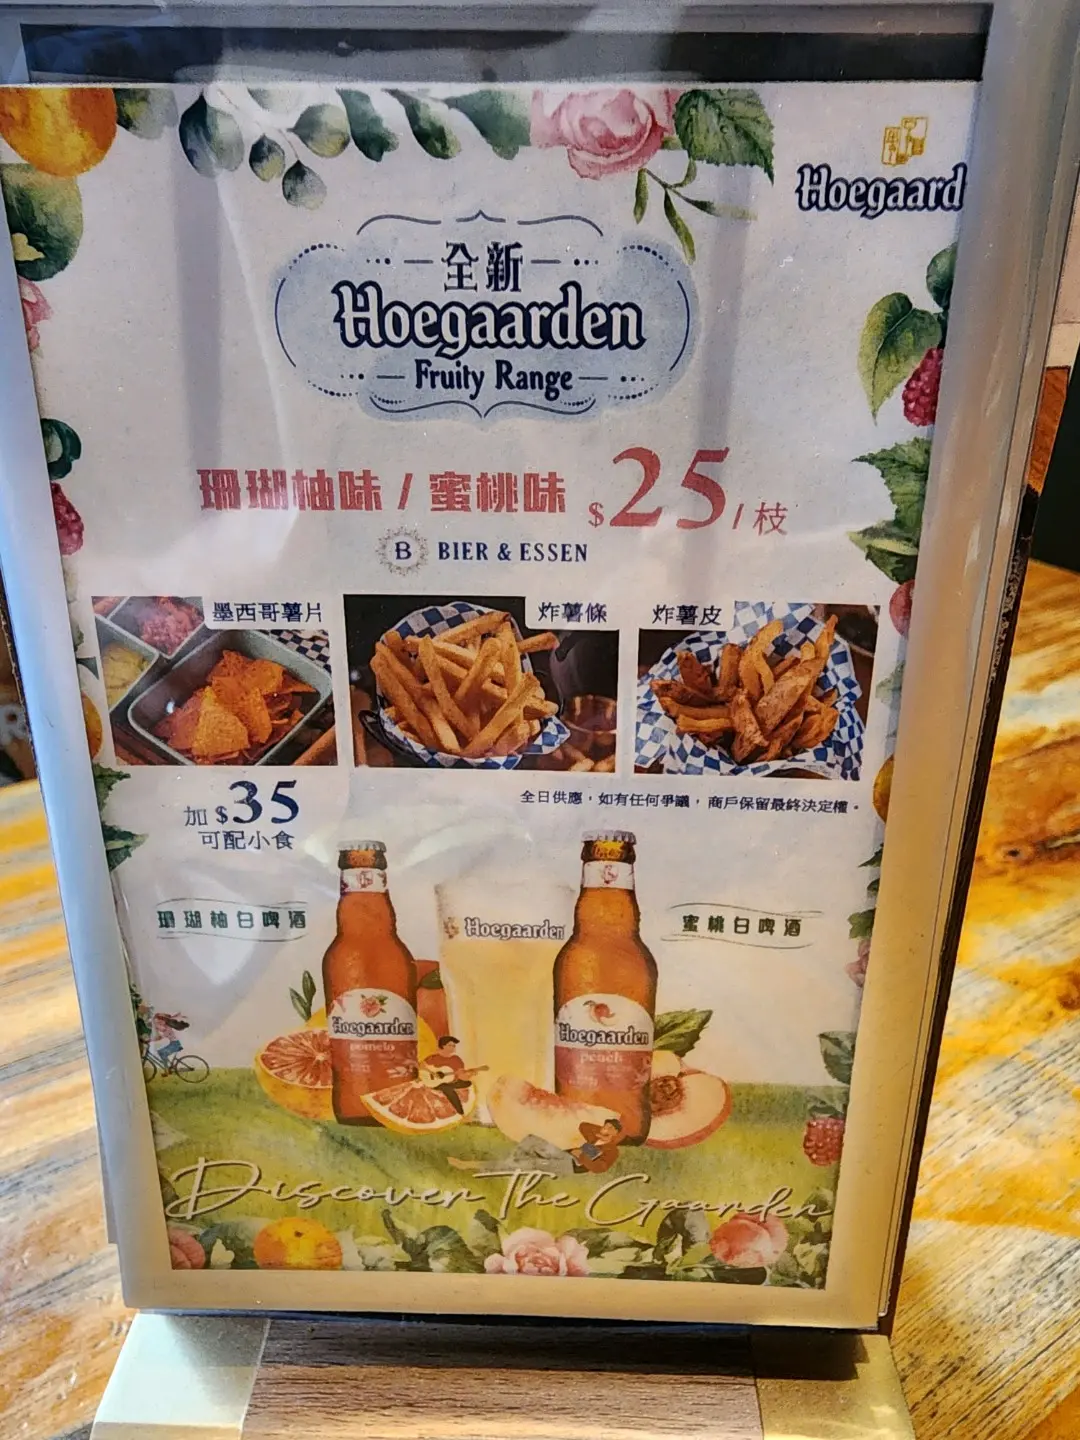 Hoegaard
全新
Hoegaarden
Fruity Range
珊瑚柚味 / 蜜桃味 $25/枝
B BIER & ESSEN
墨西哥薯片
炸薯條
炸薯皮
加 $35
可配小食
全日供應，如有任何爭議，商戶保留最終決定權。
珊瑚柚白啤酒
Hoegaarden
蜜桃白啤酒
Hoegaarden
pomelo
Hoegaarden
peach
Discover The Gaarden